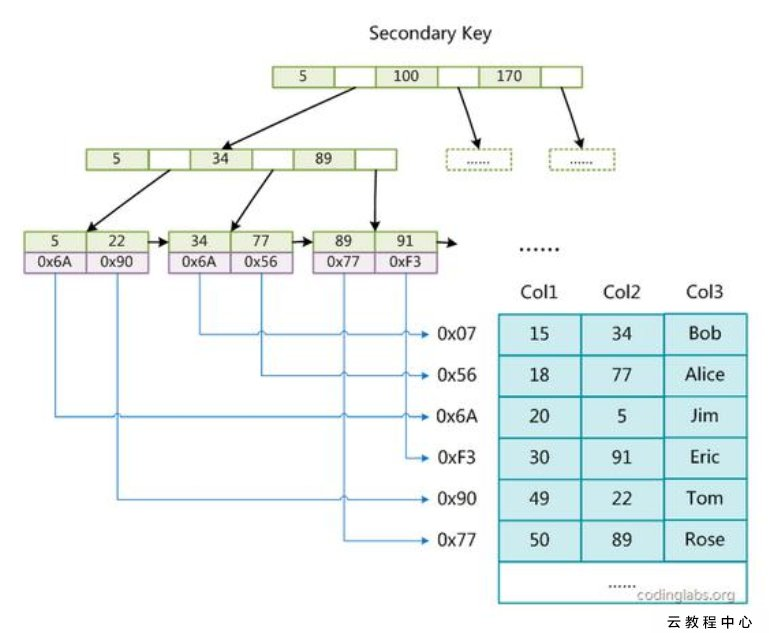 Secondary Key
5 100 170
5 34 89
...... ......
5 22 34 77 89 91
0x6A 0x90 0x6A 0x56 0x77 0xF3
......
Col1 Col2 Col3
0x07 15 34 Bob
0x56 18 77 Alice
0x6A 20 5 Jim
0xF3 30 91 Eric
0x90 49 22 Tom
0x77 50 89 Rose
......
codinglabs.org
云教程中心